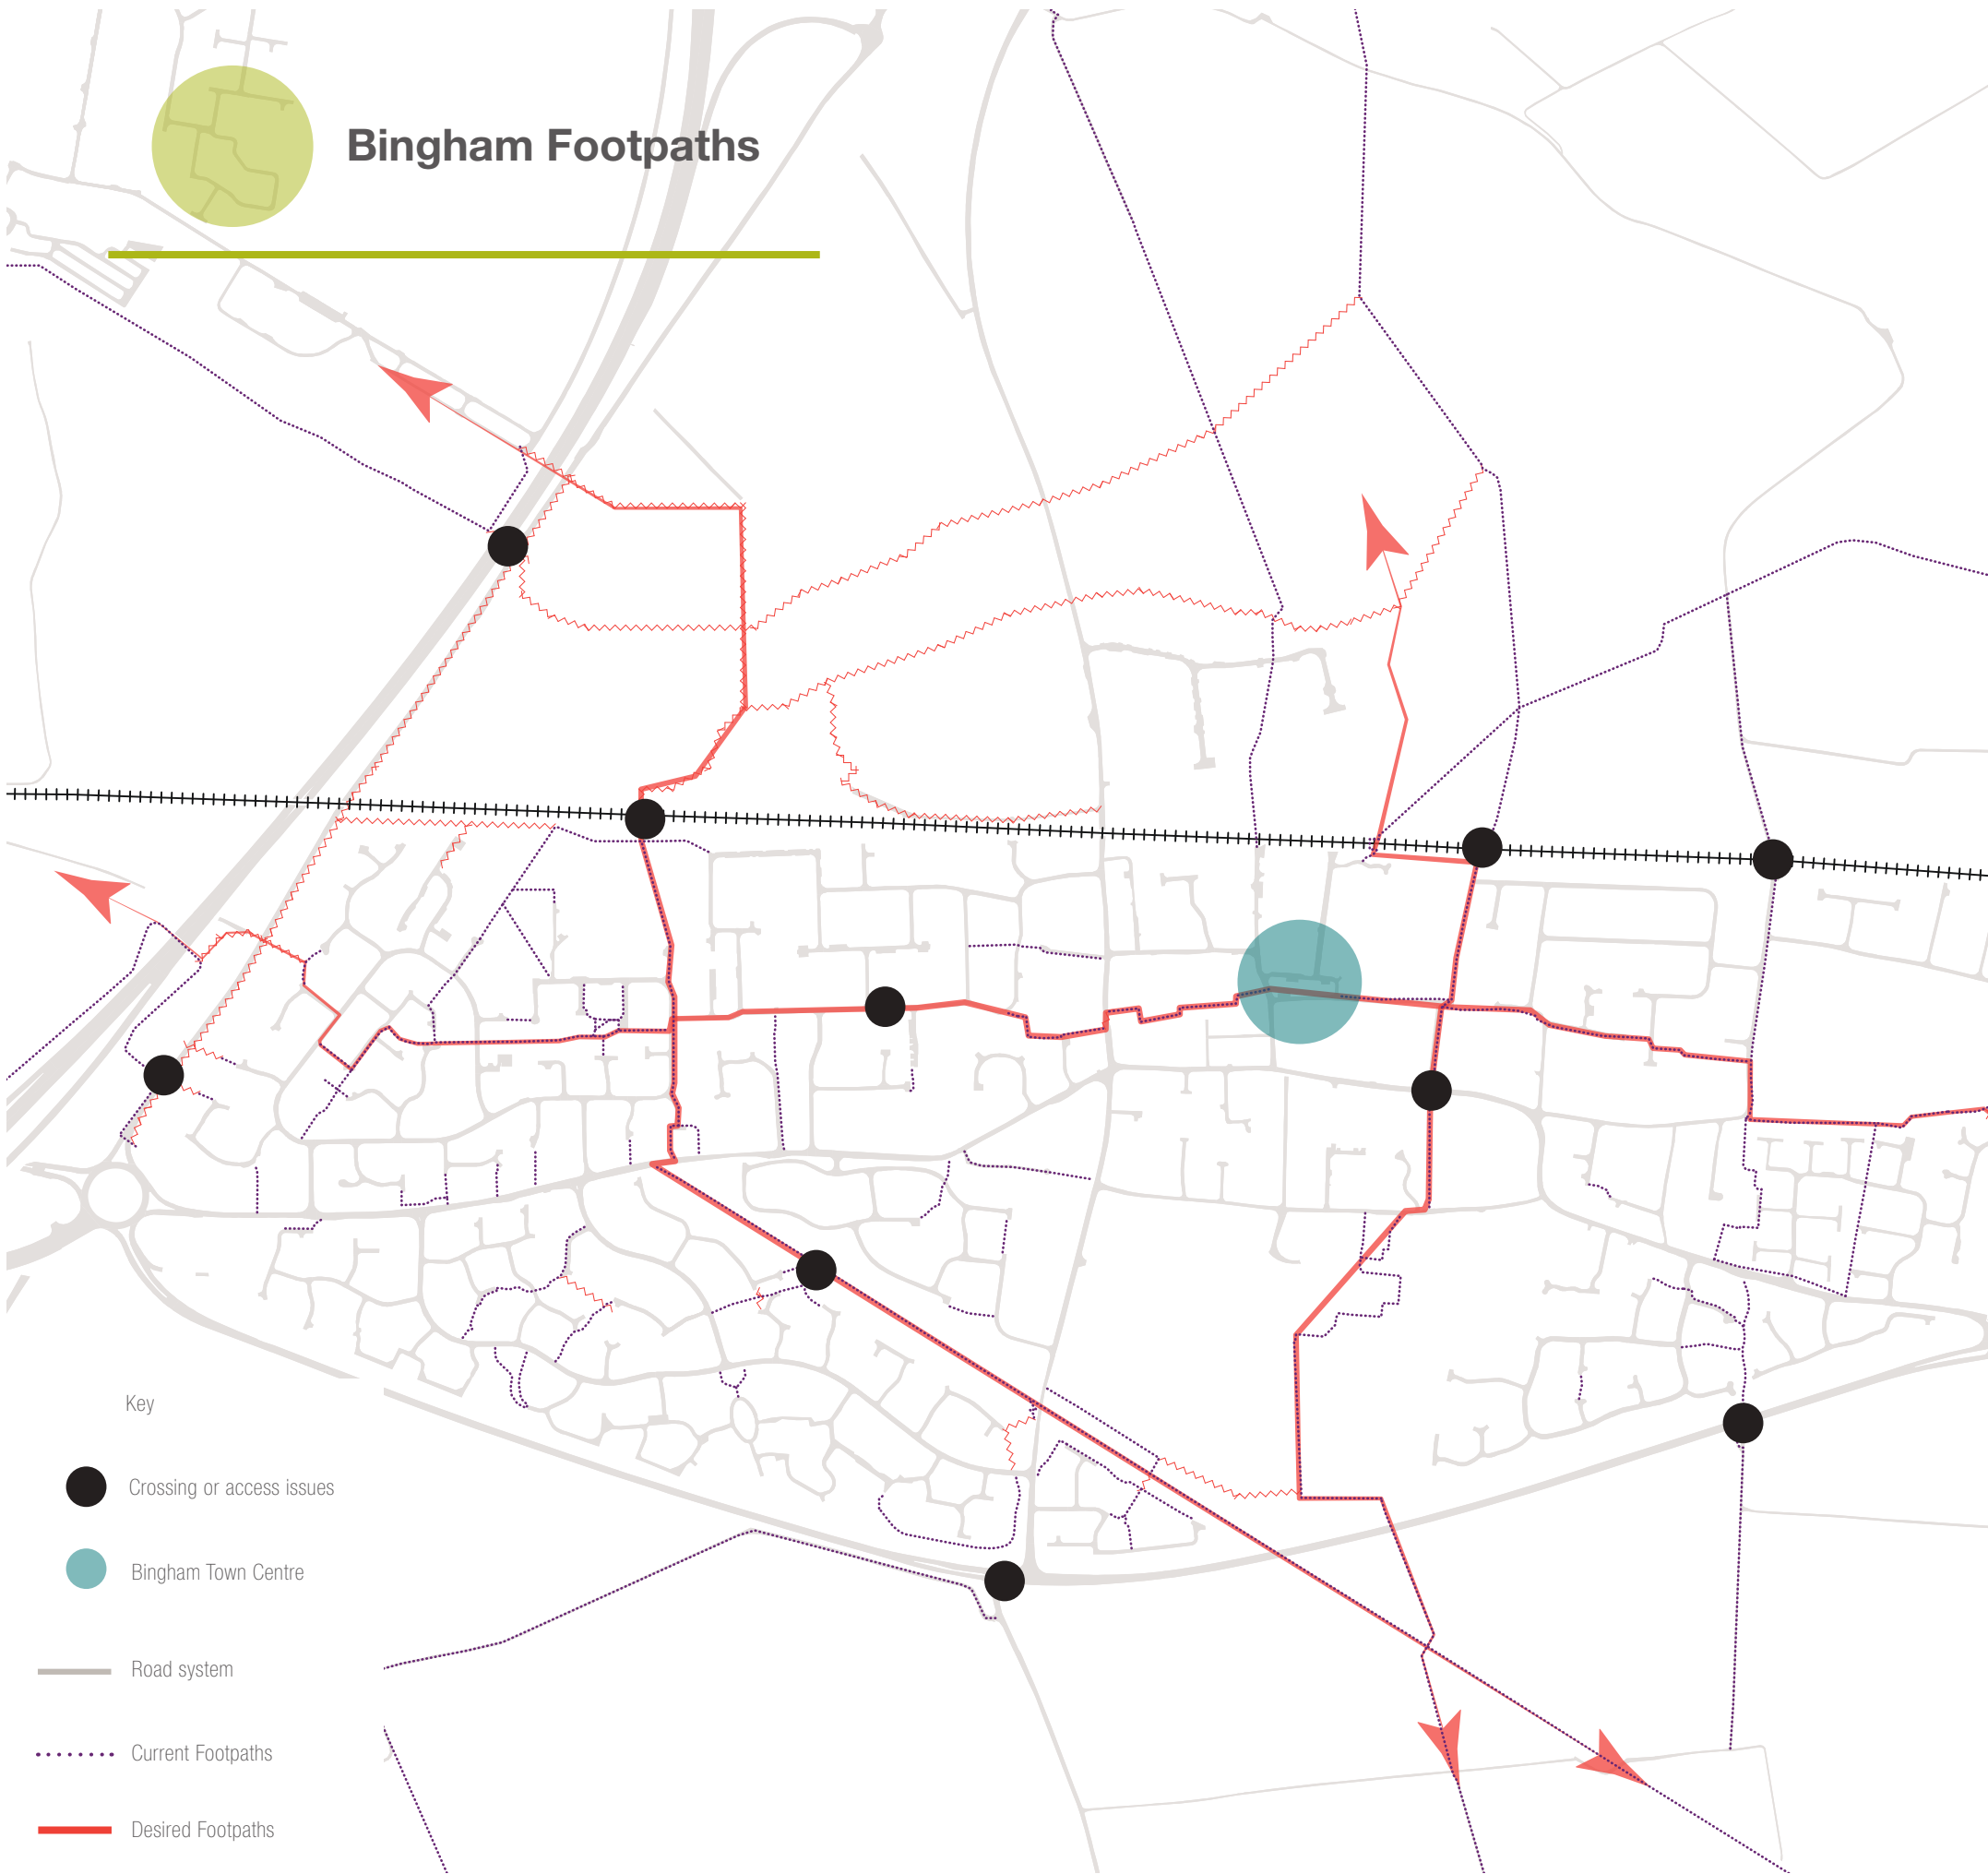 Bingham Footpaths
Key
Crossing or access issues
Bingham Town Centre
Road system
Current Footpaths
Desired Footpaths